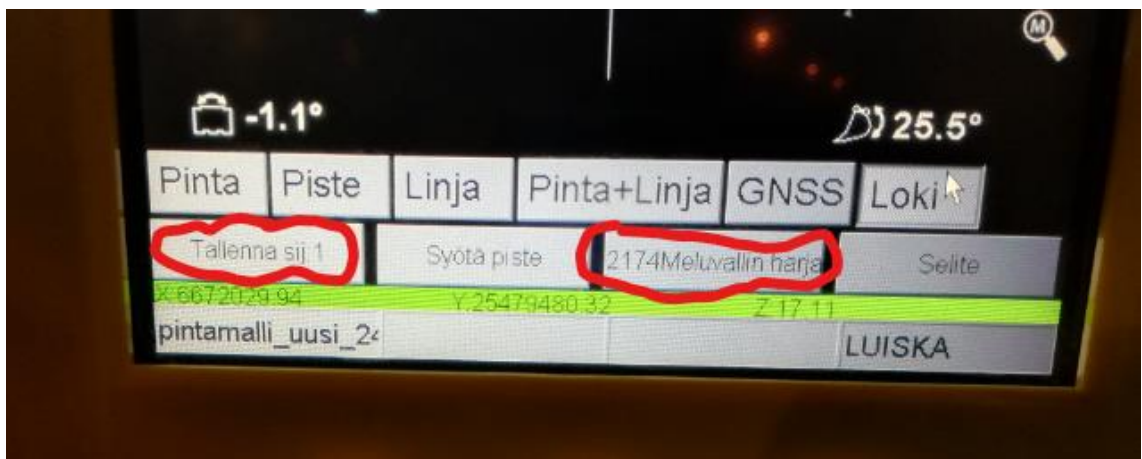 M
-1.1° 25.5°
Pinta Piste Linja Pinta+Linja GNSS Loki
Tallenna sij 1 Syötä piste 2174Meluvallin harja Selite
X:6672029.94 Y:25479480.32 Z:17.11
pintamalli_uusi_24 LUISKA